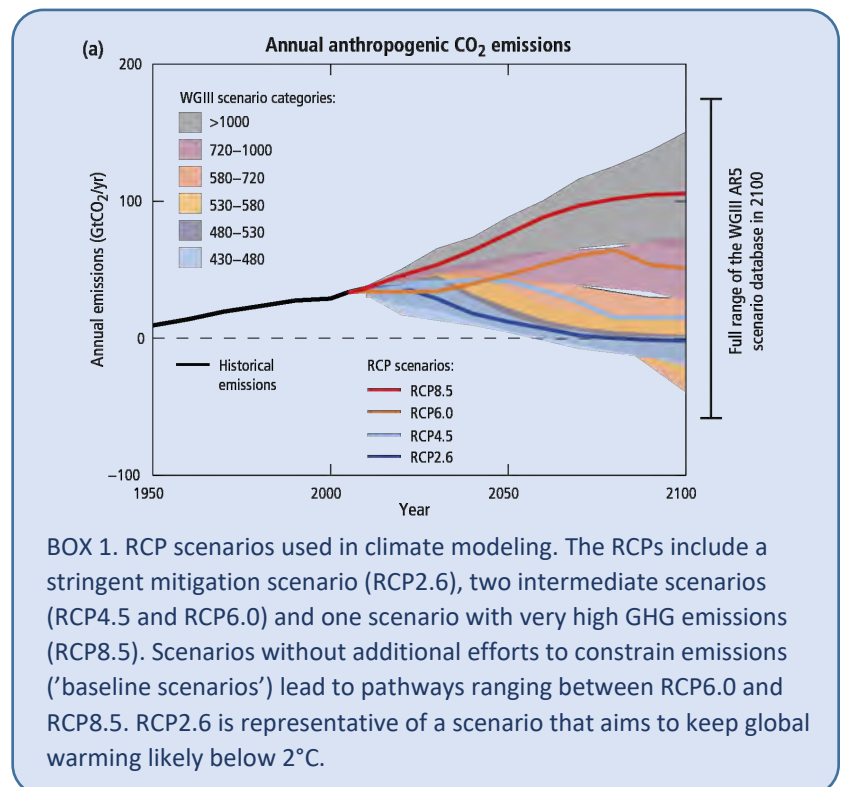 (a)
Annual anthropogenic CO₂ emissions
200
WGIII scenario categories:
>1000
720–1000
580–720
530–580
480–530
430–480
100
0
−100
Annual emissions (GtCO₂/yr)
Historical
emissions
RCP scenarios:
RCP8.5
RCP6.0
RCP4.5
RCP2.6
1950
2000
2050
2100
Year
Full range of the WGIII AR5
scenario database in 2100
BOX 1. RCP scenarios used in climate modeling. The RCPs include a
stringent mitigation scenario (RCP2.6), two intermediate scenarios
(RCP4.5 and RCP6.0) and one scenario with very high GHG emissions
(RCP8.5). Scenarios without additional efforts to constrain emissions
(’baseline scenarios’) lead to pathways ranging between RCP6.0 and
RCP8.5. RCP2.6 is representative of a scenario that aims to keep global
warming likely below 2°C.